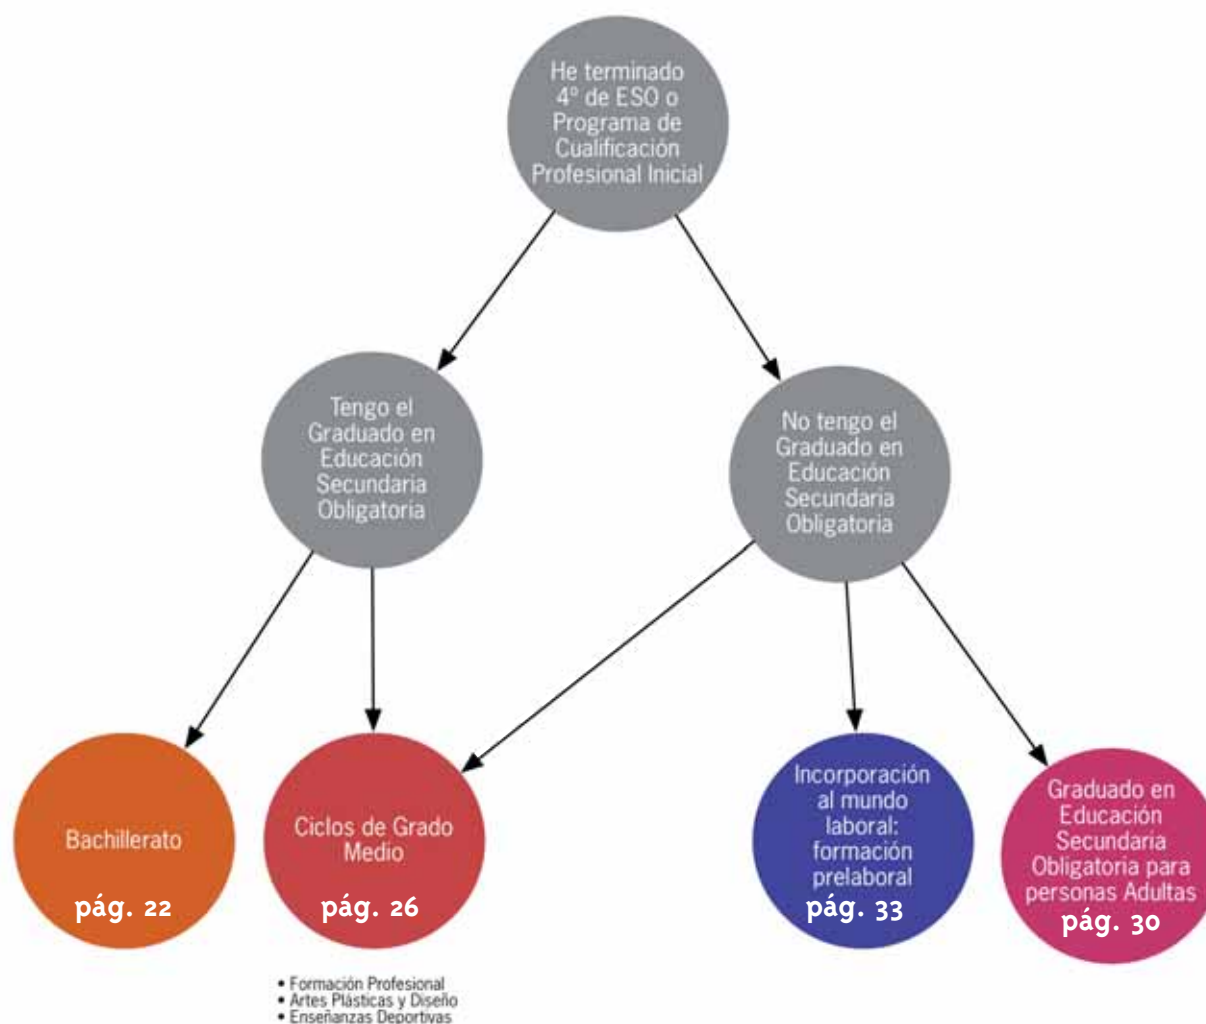 He terminado
4º de ESO o
Programa de
Cualificación
Profesional Inicial
Tengo el
Graduado en
Educación
Secundaria
Obligatoria
No tengo el
Graduado en
Educación
Secundaria
Obligatoria
Bachillerato
pág. 22
Ciclos de Grado
Medio
pág. 26
• Formación Profesional
• Artes Plásticas y Diseño
• Enseñanzas Deportivas
Incorporación
al mundo
laboral:
formación
prelaboral
pág. 33
Graduado en
Educación
Secundaria
Obligatoria para
personas Adultas
pág. 30